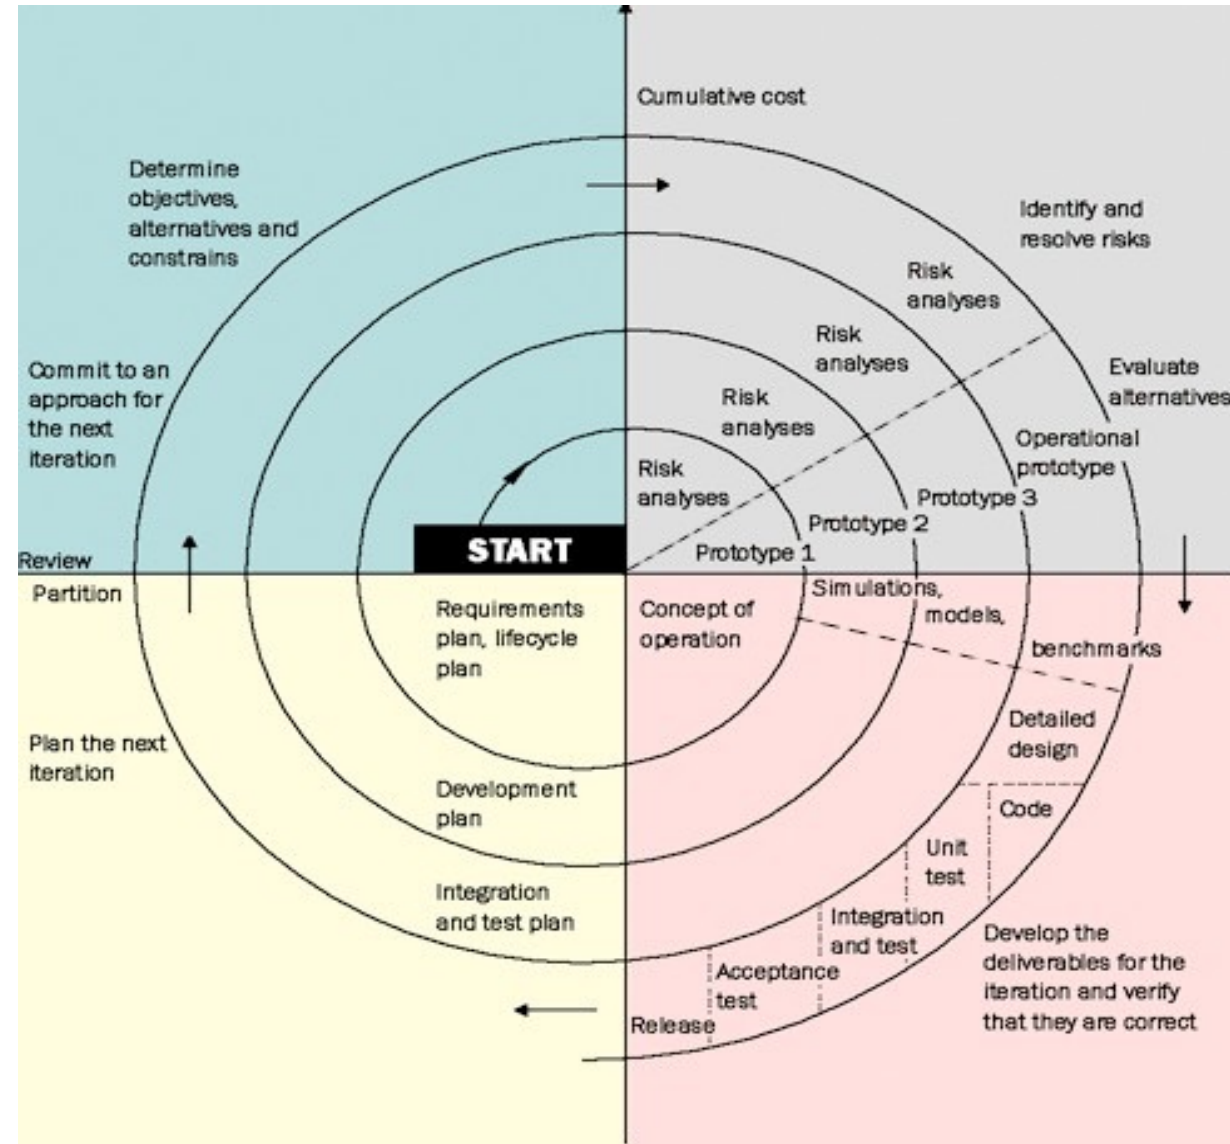 Cumulative cost
Determine
objectives,
alternatives and
constrains
Identify and
resolve risks
Risk
analyses
Risk
analyses
Risk
analyses
Risk
analyses
Commit to an
approach for
the next
iteration
Evaluate
alternatives
Operational
prototype
Prototype 3
Prototype 2
Prototype 1
START
Review
Partition
Requirements
plan, lifecycle
plan
Concept of
operation
Simulations,
models,
benchmarks
Plan the next
iteration
Detailed
design
Development
plan
Code
Unit
test
Integration
and test plan
Integration
and test
Acceptance
test
Release
Develop the
deliverables for the
iteration and verify
that they are correct